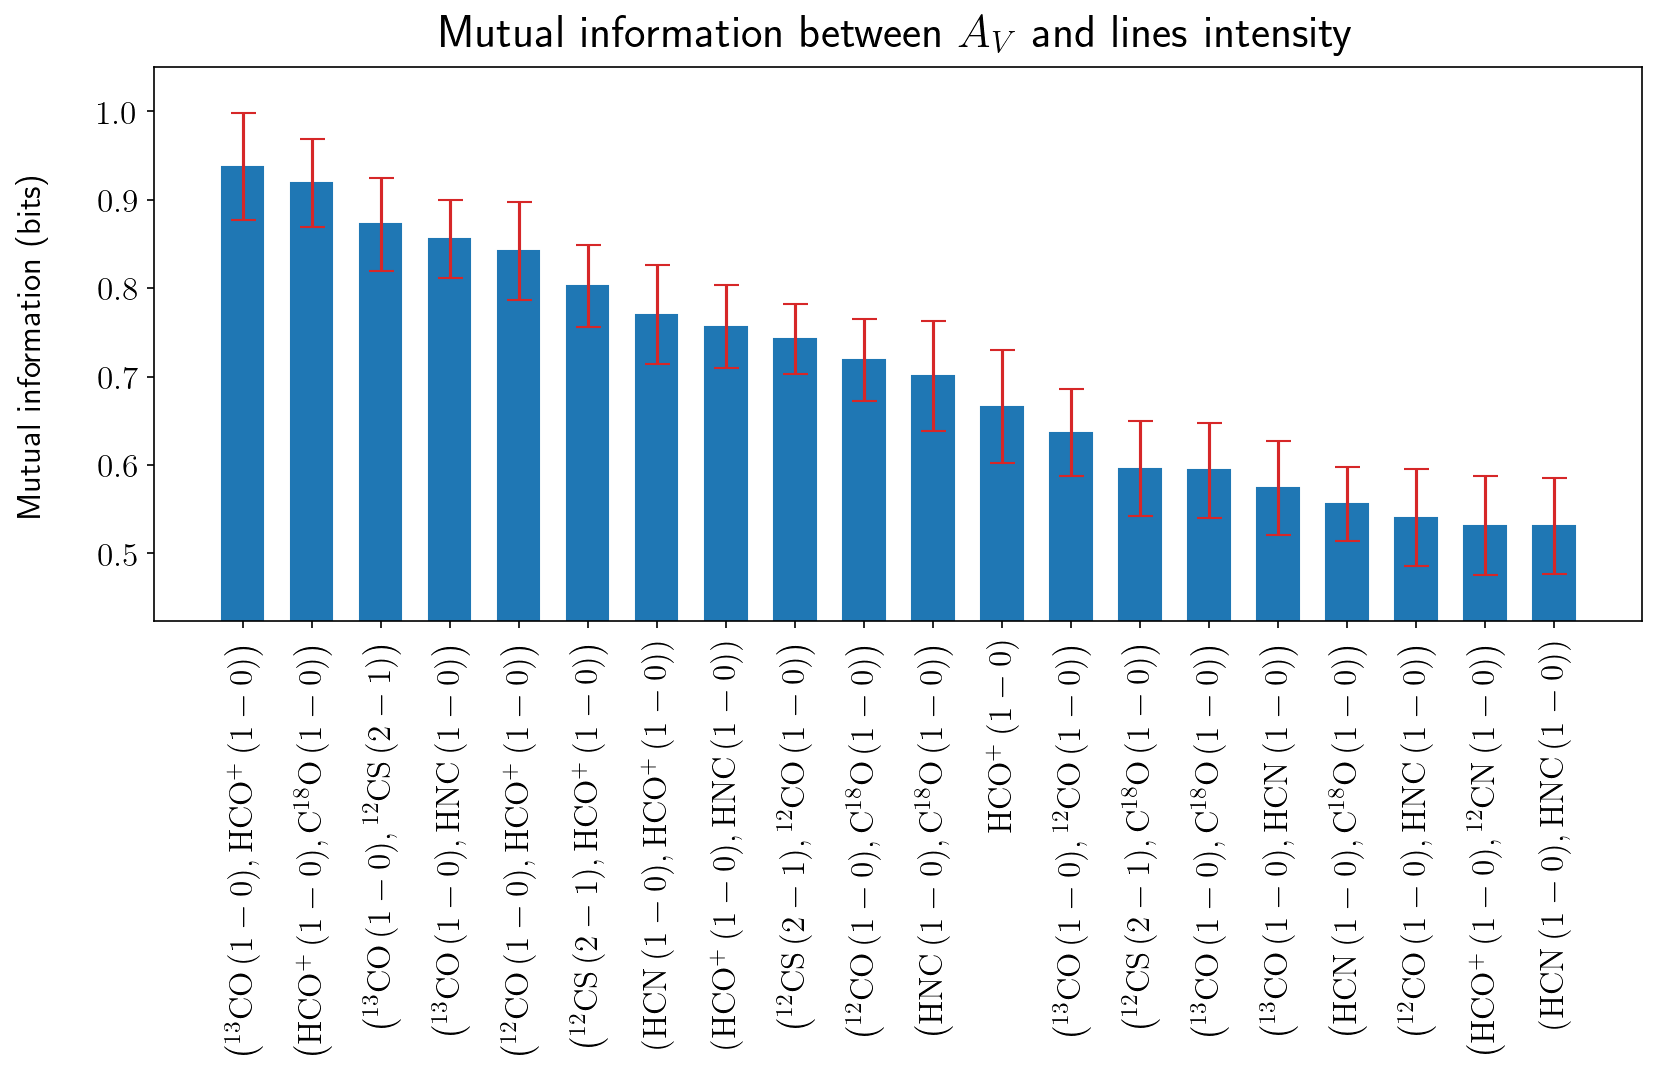 Mutual information between A_V and lines intensity
Mutual information (bits)
1.0
0.9
0.8
0.7
0.6
0.5
(¹³CO (1 − 0), HCO⁺ (1 − 0))
(HCO⁺ (1 − 0), C¹⁸O (1 − 0))
(¹³CO (1 − 0), ¹²CS (2 − 1))
(¹³CO (1 − 0), HNC (1 − 0))
(¹²CO (1 − 0), HCO⁺ (1 − 0))
(¹²CS (2 − 1), HCO⁺ (1 − 0))
(HCN (1 − 0), HCO⁺ (1 − 0))
(HCO⁺ (1 − 0), HNC (1 − 0))
(¹²CS (2 − 1), ¹²CO (1 − 0))
(¹²CO (1 − 0), C¹⁸O (1 − 0))
(HNC (1 − 0), C¹⁸O (1 − 0))
HCO⁺ (1 − 0)
(¹³CO (1 − 0), ¹²CO (1 − 0))
(¹²CS (2 − 1), C¹⁸O (1 − 0))
(¹³CO (1 − 0), C¹⁸O (1 − 0))
(¹³CO (1 − 0), HCN (1 − 0))
(HCN (1 − 0), C¹⁸O (1 − 0))
(¹²CO (1 − 0), HNC (1 − 0))
(HCO⁺ (1 − 0), ¹²CN (1 − 0))
(HCN (1 − 0), HNC (1 − 0))